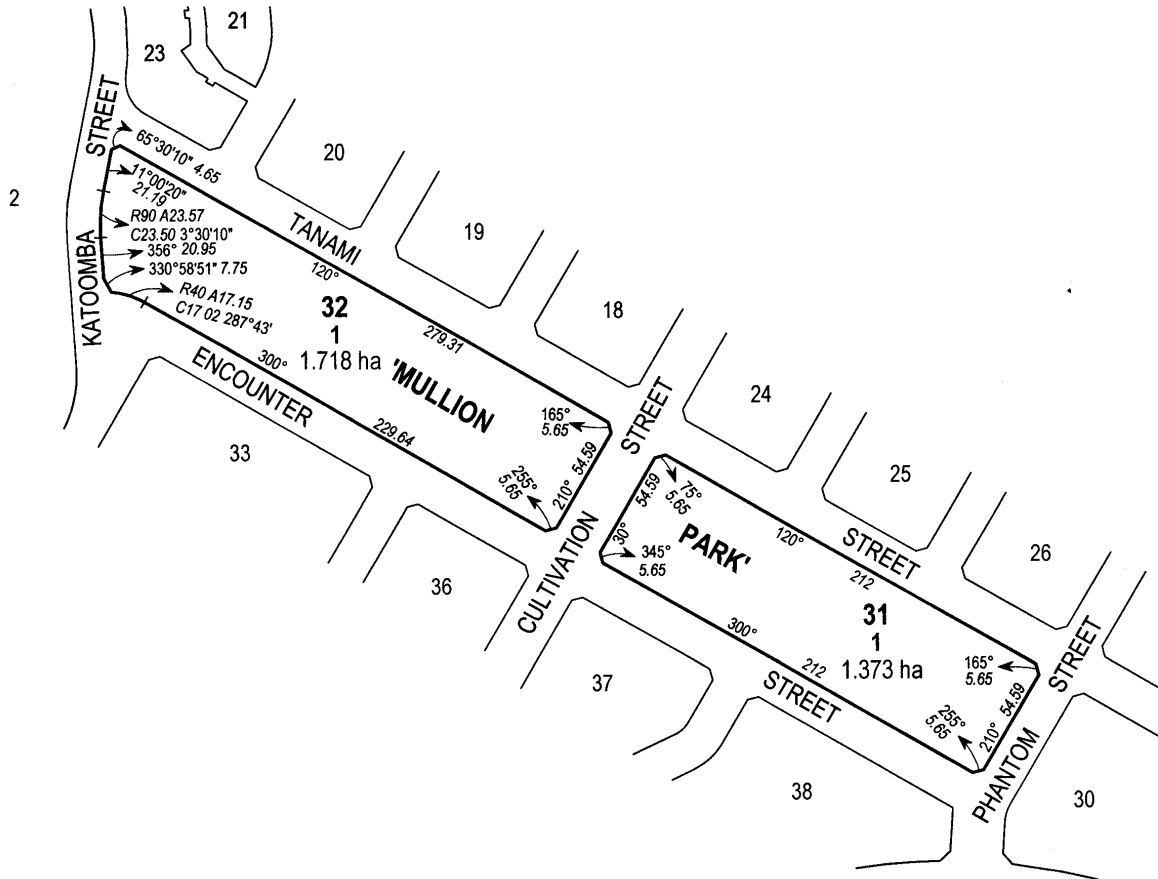 21
23
STREET
65°30'10" 4.65
20
2
11°00'20"
21.19
19
R90 A23.57
C23.50 3°30'10"
356° 20.95
330°58'51" 7.75
KATOOMBA
TANAMI
120°
R40 A17.15
C17 02 287°43'
32
1
1.718 ha
279.31
18
'MULLION
ENCOUNTER
300°
229.64
33
165°
5.65
54.59
210°
255°
5.65
STREET
24
25
26
36
CULTIVATION
54.59
30°
75°
5.65
345°
5.65
PARK'
120°
212
STREET
31
1
1.373 ha
300°
212
STREET
37
165°
5.65
54.59
210°
255°
5.65
STREET
PHANTOM
38
30